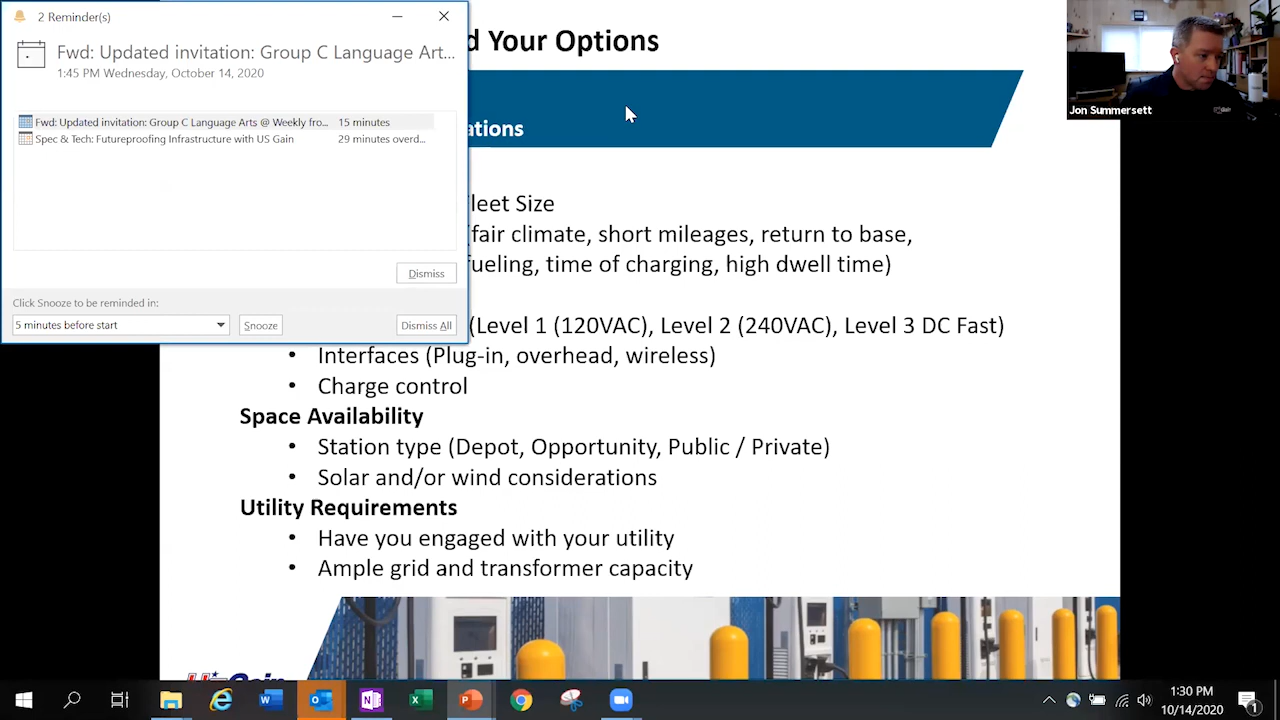 2 Reminder(s)
Fwd: Updated invitation: Group C Language Art...
1:45 PM Wednesday, October 14, 2020
Fwd: Updated invitation: Group C Language Arts @ Weekly fro... 15 minutes
Spec & Tech: Futureproofing Infrastructure with US Gain 29 minutes overd...
Dismiss
Click Snooze to be reminded in:
5 minutes before start
Snooze
Dismiss All
d Your Options
ations
leet Size
(fair climate, short mileages, return to base,
fueling, time of charging, high dwell time)
(Level 1 (120VAC), Level 2 (240VAC), Level 3 DC Fast)
• Interfaces (Plug-in, overhead, wireless)
• Charge control
Space Availability
• Station type (Depot, Opportunity, Public / Private)
• Solar and/or wind considerations
Utility Requirements
• Have you engaged with your utility
• Ample grid and transformer capacity
Jon Summersett
1:30 PM
10/14/2020
1